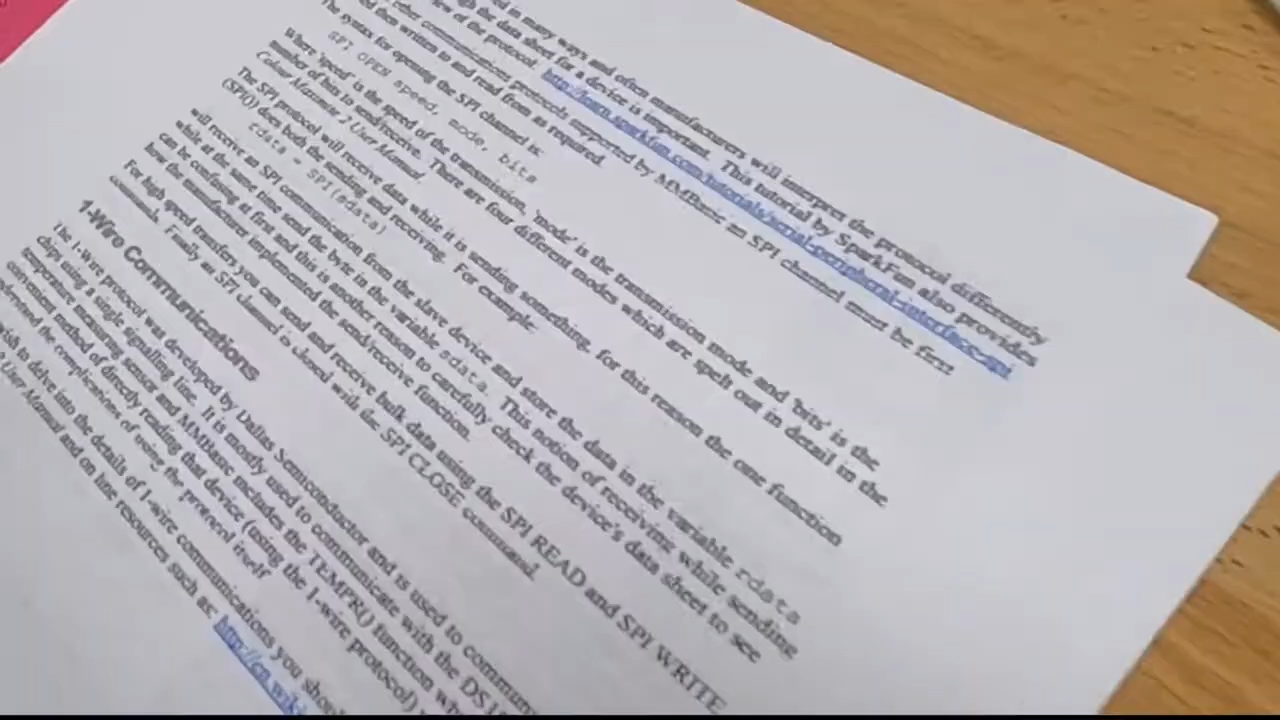 ed in many ways and often manufacturers will interpret the protocol differently
gh the data sheet for a device is important. This tutorial by SparkFun also provides
ew of the protocol: http://learn.sparkfun.com/tutorials/serial-peripheral-interface-spi
other communications protocols supported by MMBasic an SPI channel must be first
and then written to and read from as required.
The syntax for opening the SPI channel is:
SPI OPEN speed, mode, bits
Where 'speed' is the speed of the transmission, 'mode' is the transmission mode and 'bits' is the
number of bits to send/receive. There are four different modes which are spelt out in detail in the
Colour Maximite 2 User Manual.
The SPI protocol will receive data while it is sending something, for this reason the one function
(SPI()) does both the sending and receiving. For example:
rdata = SPI(sdata)
will receive an SPI communication from the slave device and store the data in the variable rdata
while at the same time send the byte in the variable sdata. This notion of receiving while sending
can be confusing at first and this is another reason to carefully check the device's data sheet to see
how the manufacturer implemented the send/receive function.
For high speed transfers you can send and receive bulk data using the SPI READ and SPI WRITE
commands. Finally an SPI channel is closed with the SPI CLOSE command.
1-Wire Communications
The 1-wire protocol was developed by Dallas Semiconductor and is used to commun
chips using a single signalling line. It is mostly used to communicate with the DS1
temperature measuring sensor and MMBasic includes the TEMPR() function wh
convenient method of directly reading that device (using the 1-wire protocol)
the complications of using the protocol itself
wish to delve into the details of 1-wire communications you shou
2 User Manual and on line resources such as: http://en.wiki